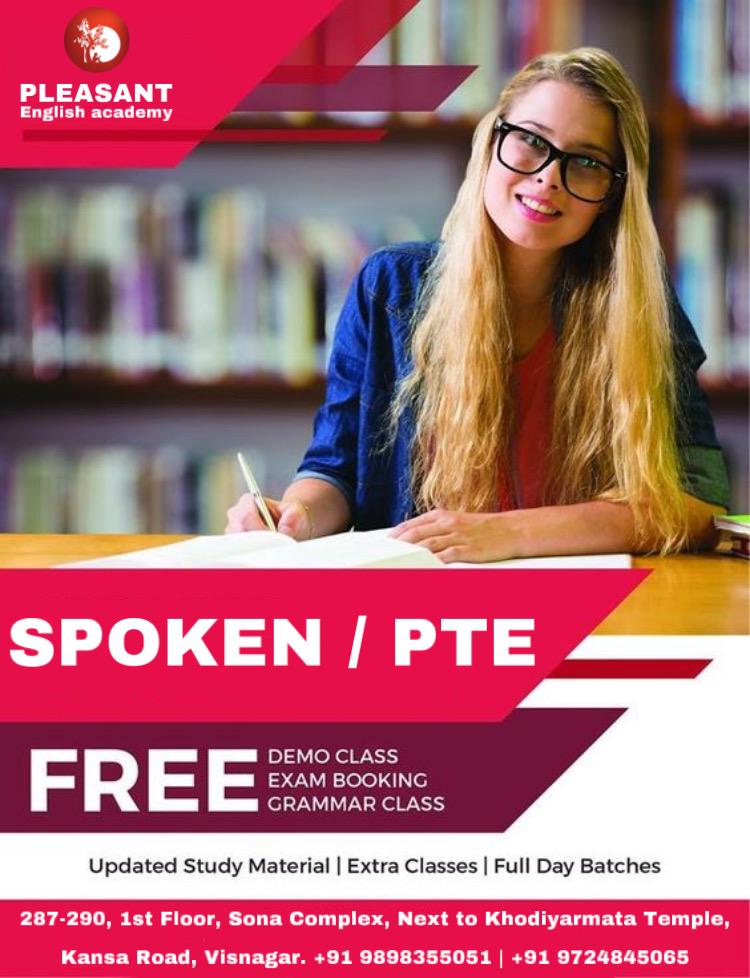 PLEASANT
English academy
SPOKEN / PTE
FREE
DEMO CLASS
EXAM BOOKING
GRAMMAR CLASS
Updated Study Material | Extra Classes | Full Day Batches
287-290, 1st Floor, Sona Complex, Next to Khodiyarmata Temple,
Kansa Road, Visnagar. +91 9898355051 | +91 9724845065